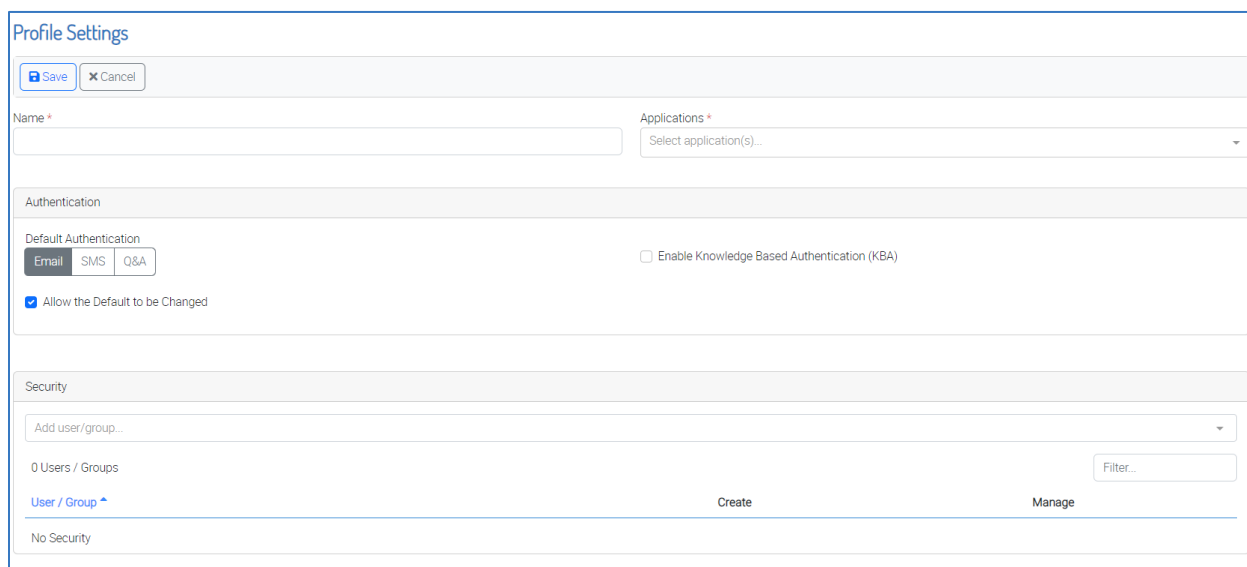 Profile Settings
Save Cancel
Name * Applications *
Select application(s)...
Authentication
Default Authentication
Email SMS Q&A Enable Knowledge Based Authentication (KBA)
Allow the Default to be Changed
Security
Add user/group...
0 Users / Groups Filter...
User / Group Create Manage
No Security